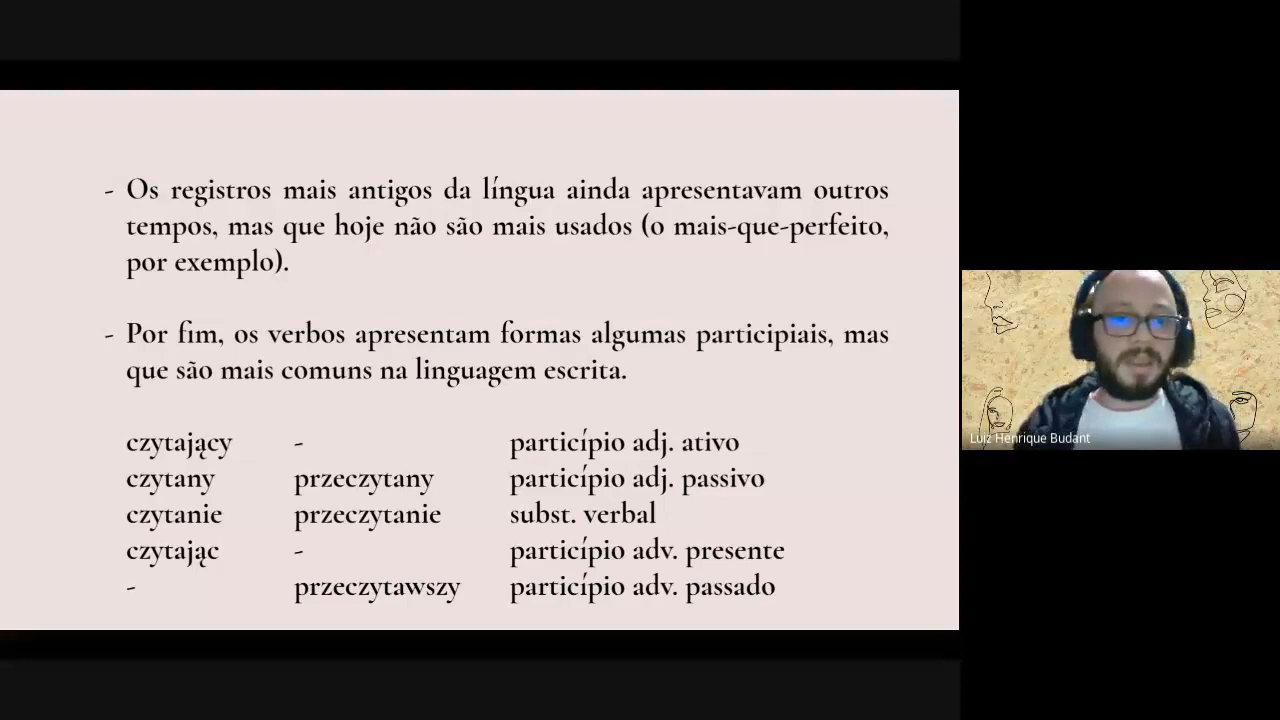 - Os registros mais antigos da língua ainda apresentavam outros
tempos, mas que hoje não são mais usados (o mais-que-perfeito,
por exemplo).
- Por fim, os verbos apresentam formas algumas participiais, mas
que são mais comuns na linguagem escrita.
czytający - particípio adj. ativo
czytany przeczytany particípio adj. passivo
czytanie przeczytanie subst. verbal
czytając - particípio adv. presente
- przeczytawszy particípio adv. passado
Luiz Henrique Budant